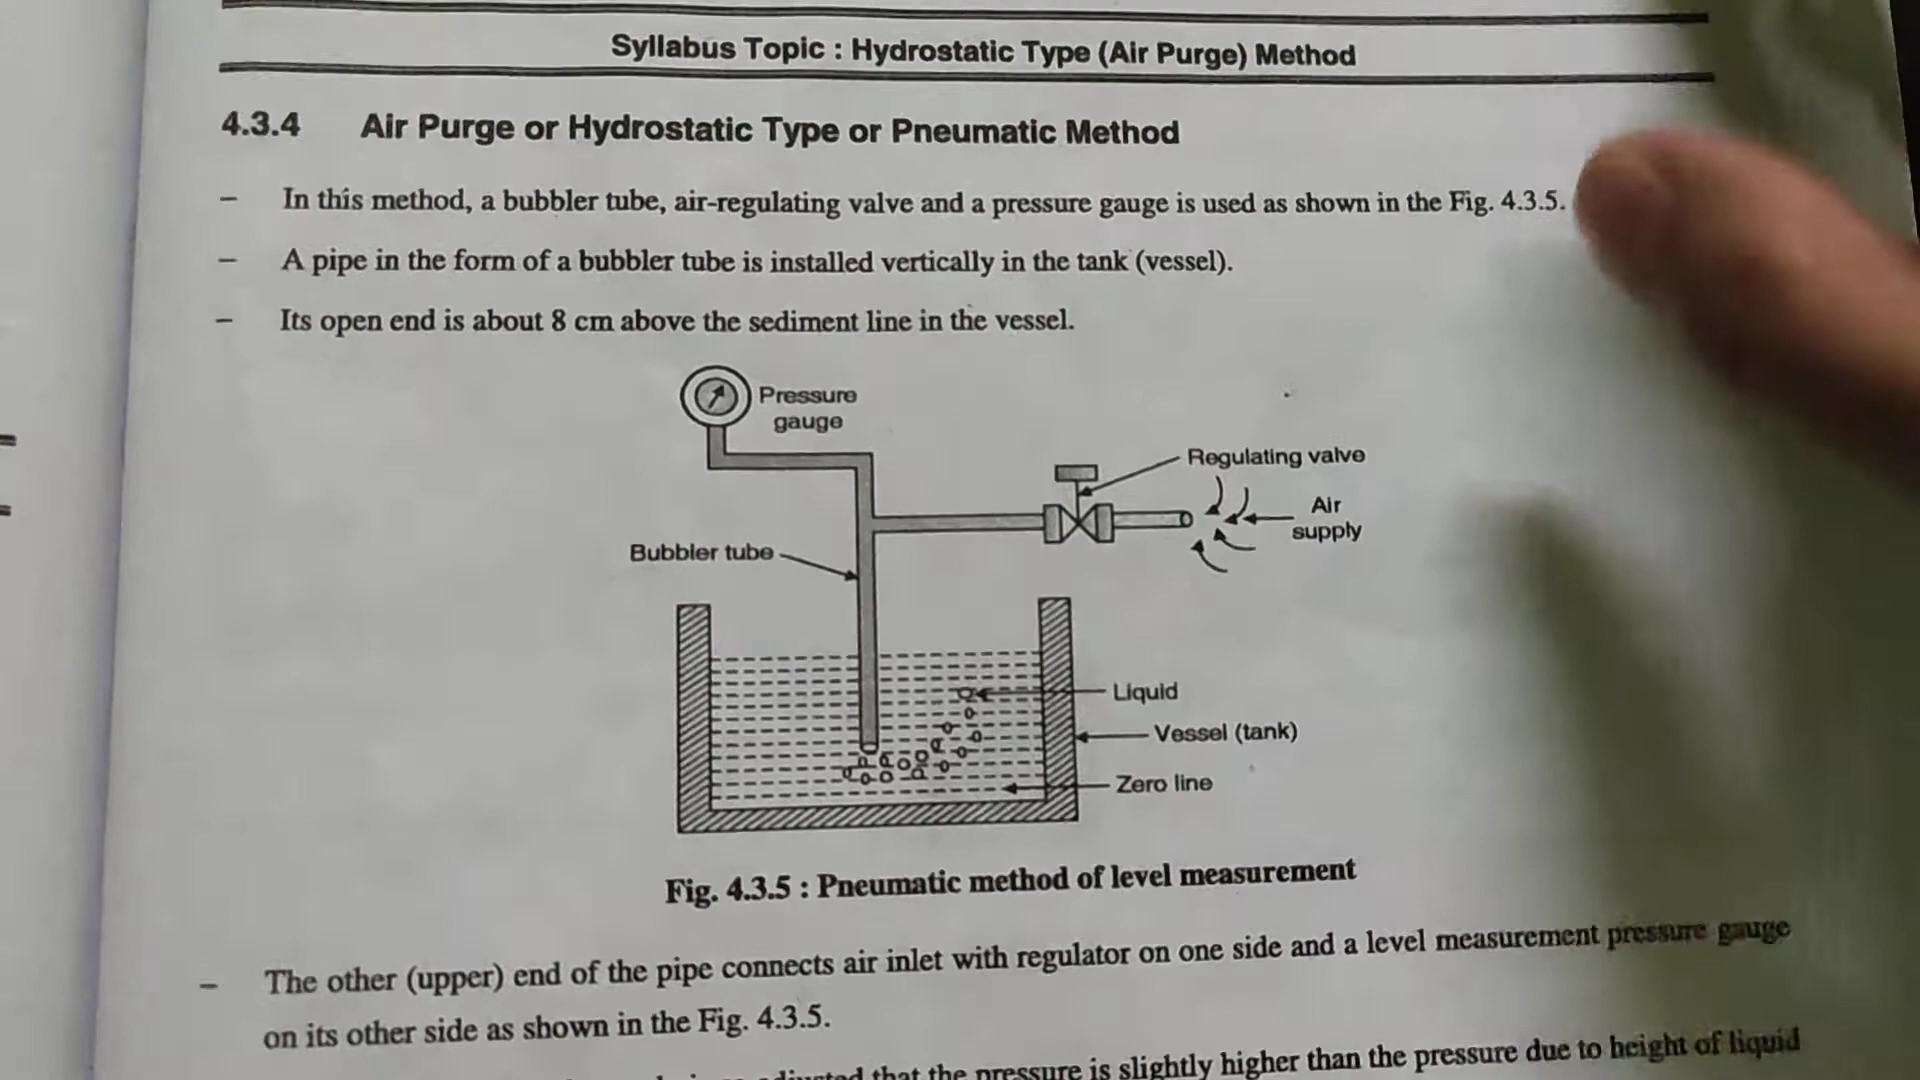 Syllabus Topic : Hydrostatic Type (Air Purge) Method
4.3.4 Air Purge or Hydrostatic Type or Pneumatic Method
– In this method, a bubbler tube, air-regulating valve and a pressure gauge is used as shown in the Fig. 4.3.5.
– A pipe in the form of a bubbler tube is installed vertically in the tank (vessel).
– Its open end is about 8 cm above the sediment line in the vessel.
Pressure
gauge
Regulating valve
Air
supply
Bubbler tube
Liquid
Vessel (tank)
Zero line
Fig. 4.3.5 : Pneumatic method of level measurement
– The other (upper) end of the pipe connects air inlet with regulator on one side and a level measurement pressure gauge
on its other side as shown in the Fig. 4.3.5.
that the pressure is slightly higher than the pressure due to height of liquid